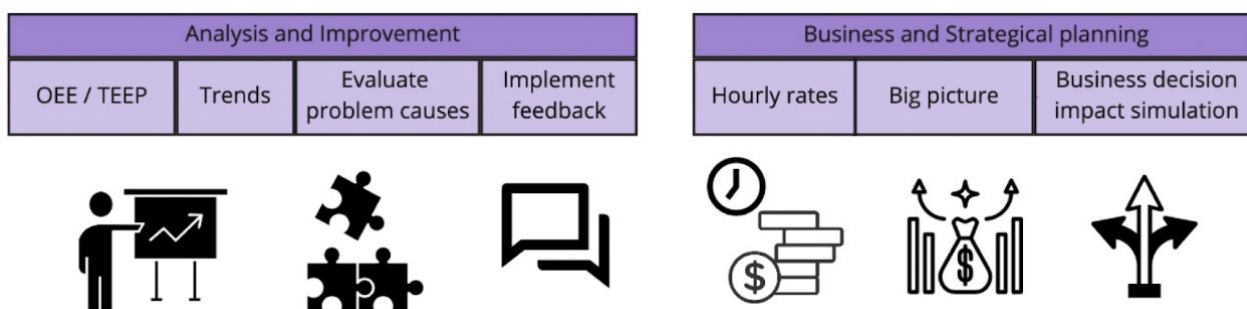 Analysis and Improvement
OEE / TEEP
Trends
Evaluate
problem causes
Implement
feedback
Business and Strategical planning
Hourly rates
Big picture
Business decision
impact simulation
$
$